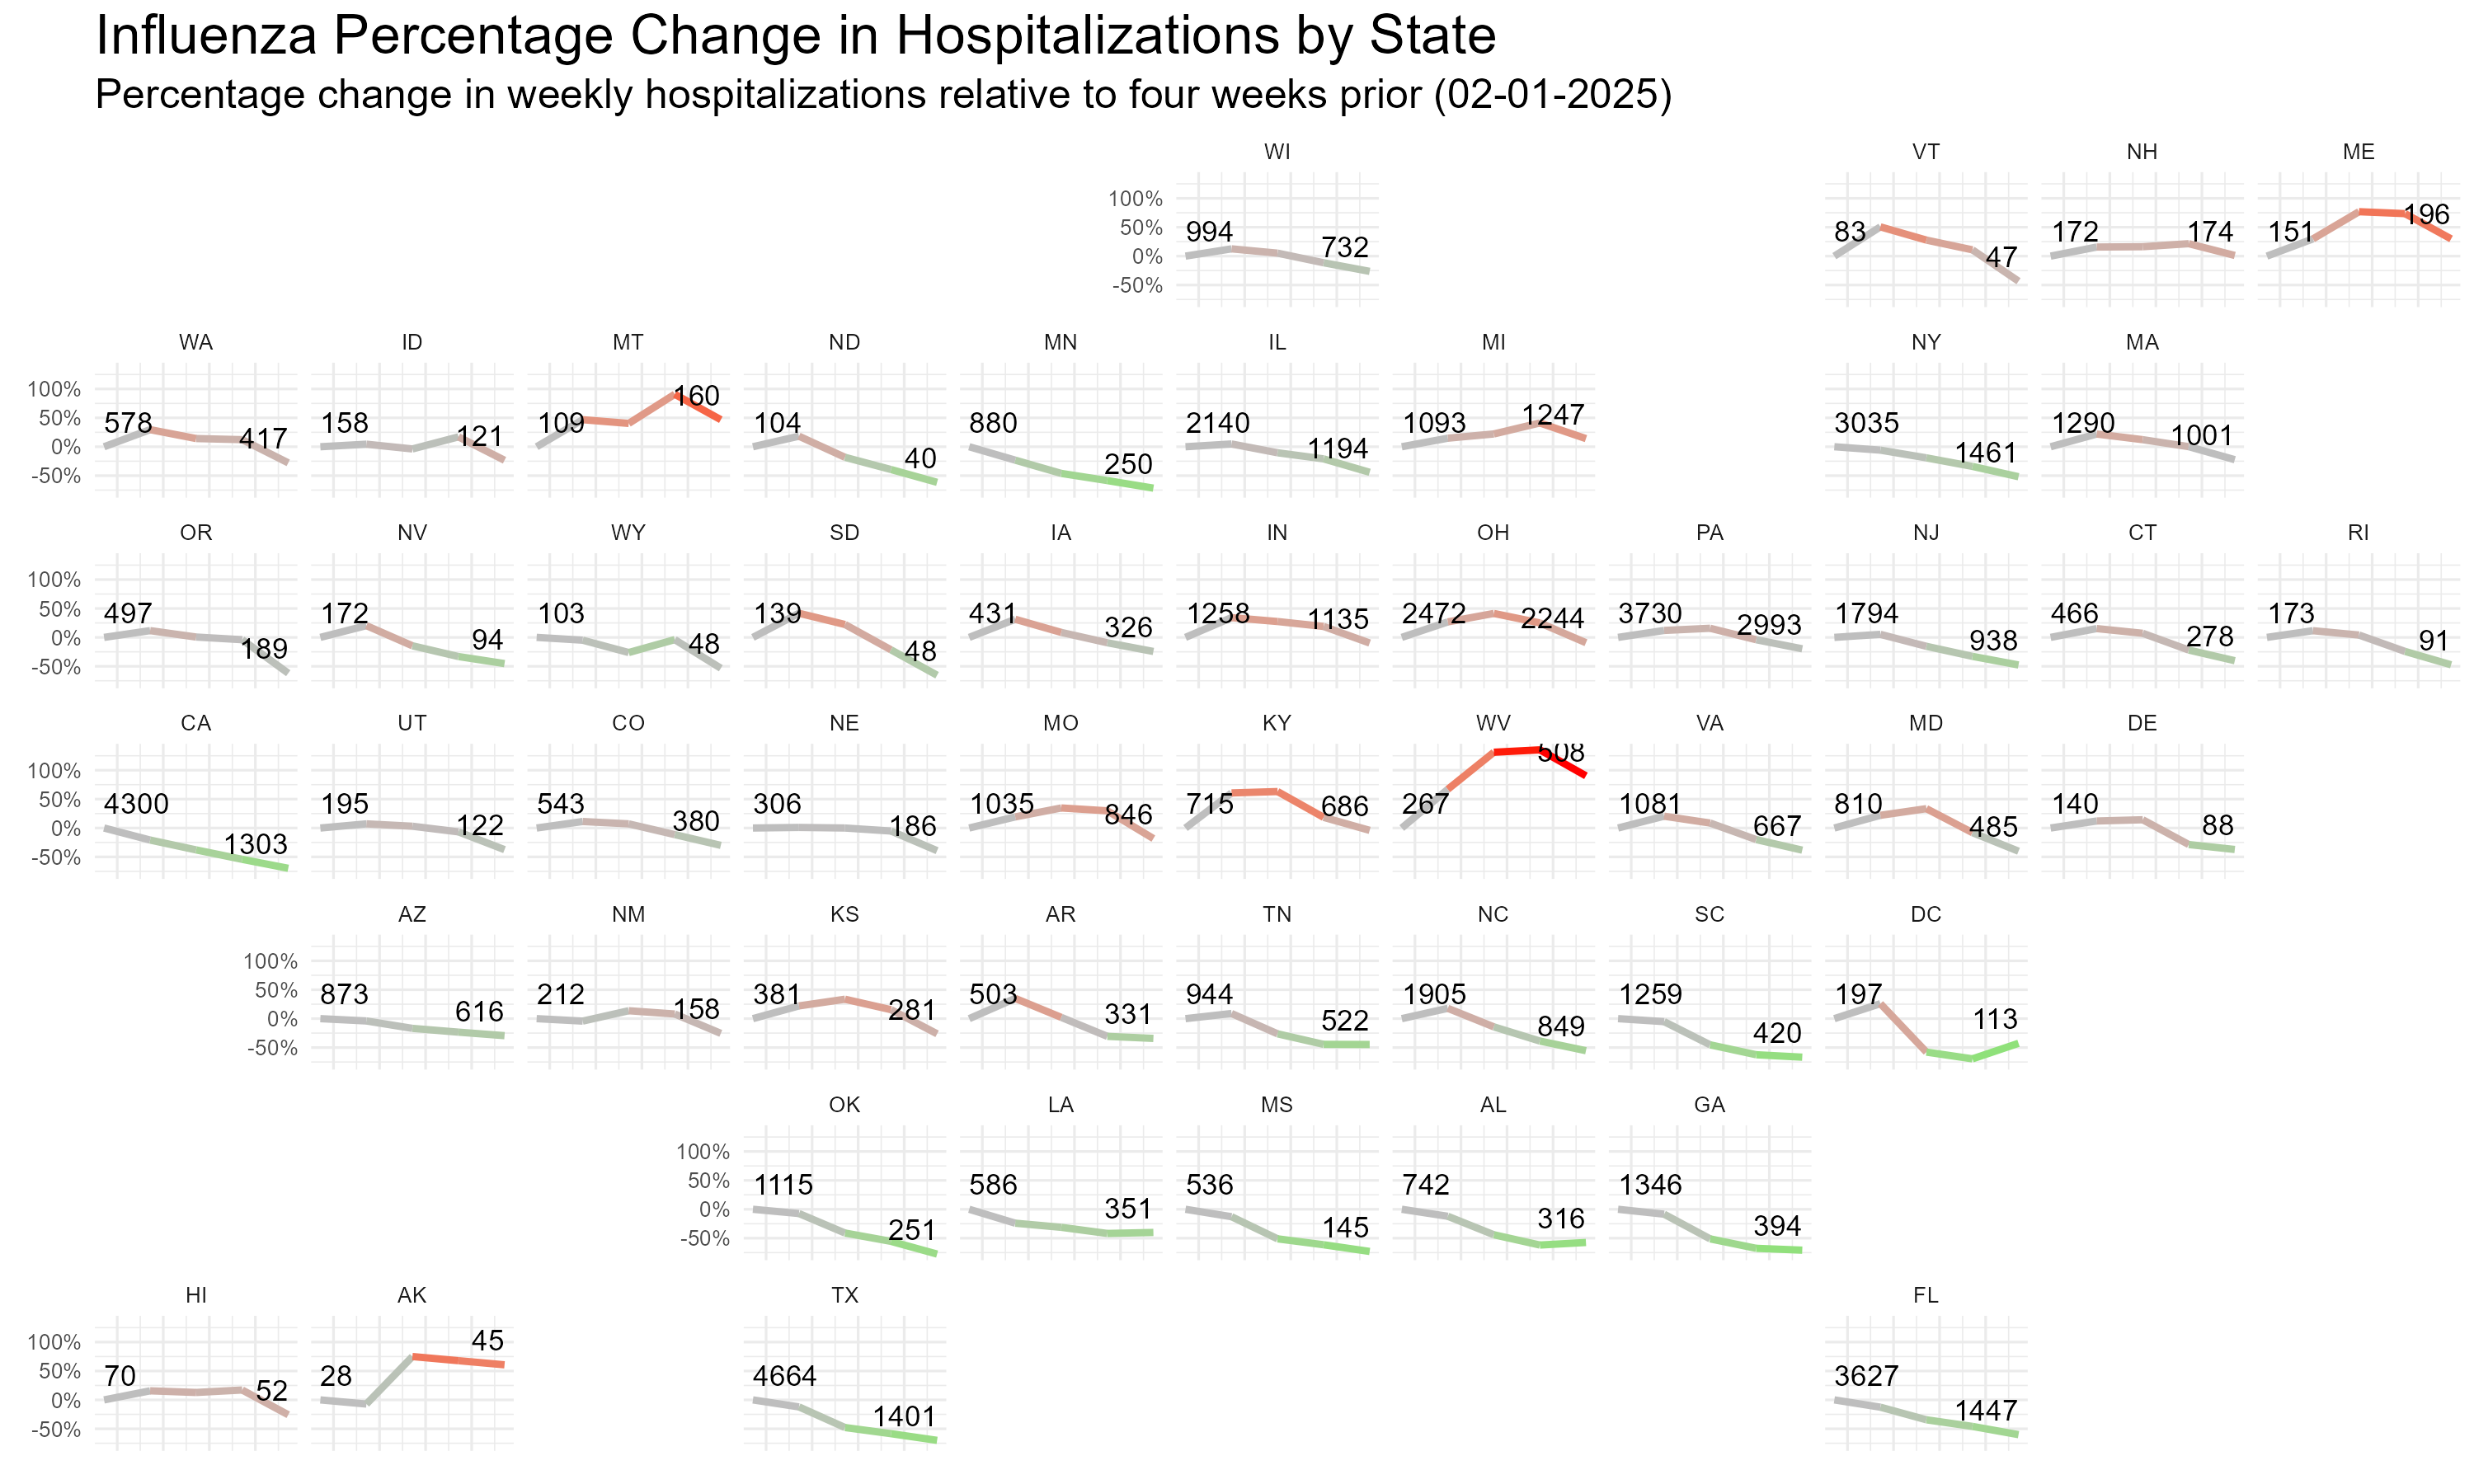 Influenza Percentage Change in Hospitalizations by State
Percentage change in weekly hospitalizations relative to four weeks prior (02-01-2025)
WI VT NH ME
100%
50%
0%
-50%
994 732 83 47 172 174 151 196
WA ID MT ND MN IL MI NY MA
100%
50%
0%
-50%
578 417 158 121 109 160 104 40 880 250 2140 1194 1093 1247 3035 1461 1290 1001
OR NV WY SD IA IN OH PA NJ CT RI
100%
50%
0%
-50%
497 189 172 94 103 48 139 48 431 326 1258 1135 2472 2244 3730 2993 1794 938 466 278 173 91
CA UT CO NE MO KY WV VA MD DE
100%
50%
0%
-50%
4300 1303 195 122 543 380 306 186 1035 846 715 686 267 508 1081 667 810 485 140 88
AZ NM KS AR TN NC SC DC
100%
50%
0%
-50%
873 616 212 158 381 281 503 331 944 522 1905 849 1259 420 197 113
OK LA MS AL GA
100%
50%
0%
-50%
1115 251 586 351 536 145 742 316 1346 394
HI AK TX FL
100%
50%
0%
-50%
70 52 28 45 4664 1401 3627 1447